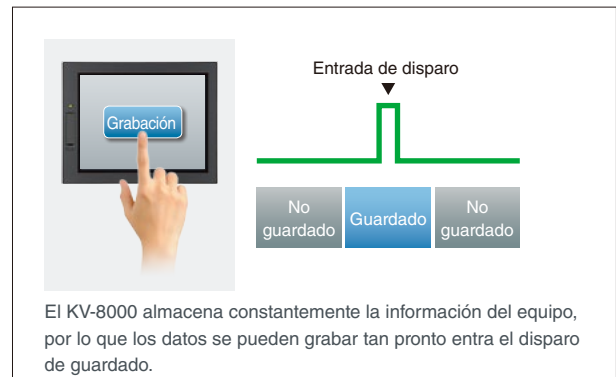 Entrada de disparo
Grabación
No
guardado
Guardado
No
guardado
El KV-8000 almacena constantemente la información del equipo,
por lo que los datos se pueden grabar tan pronto entra el disparo
de guardado.